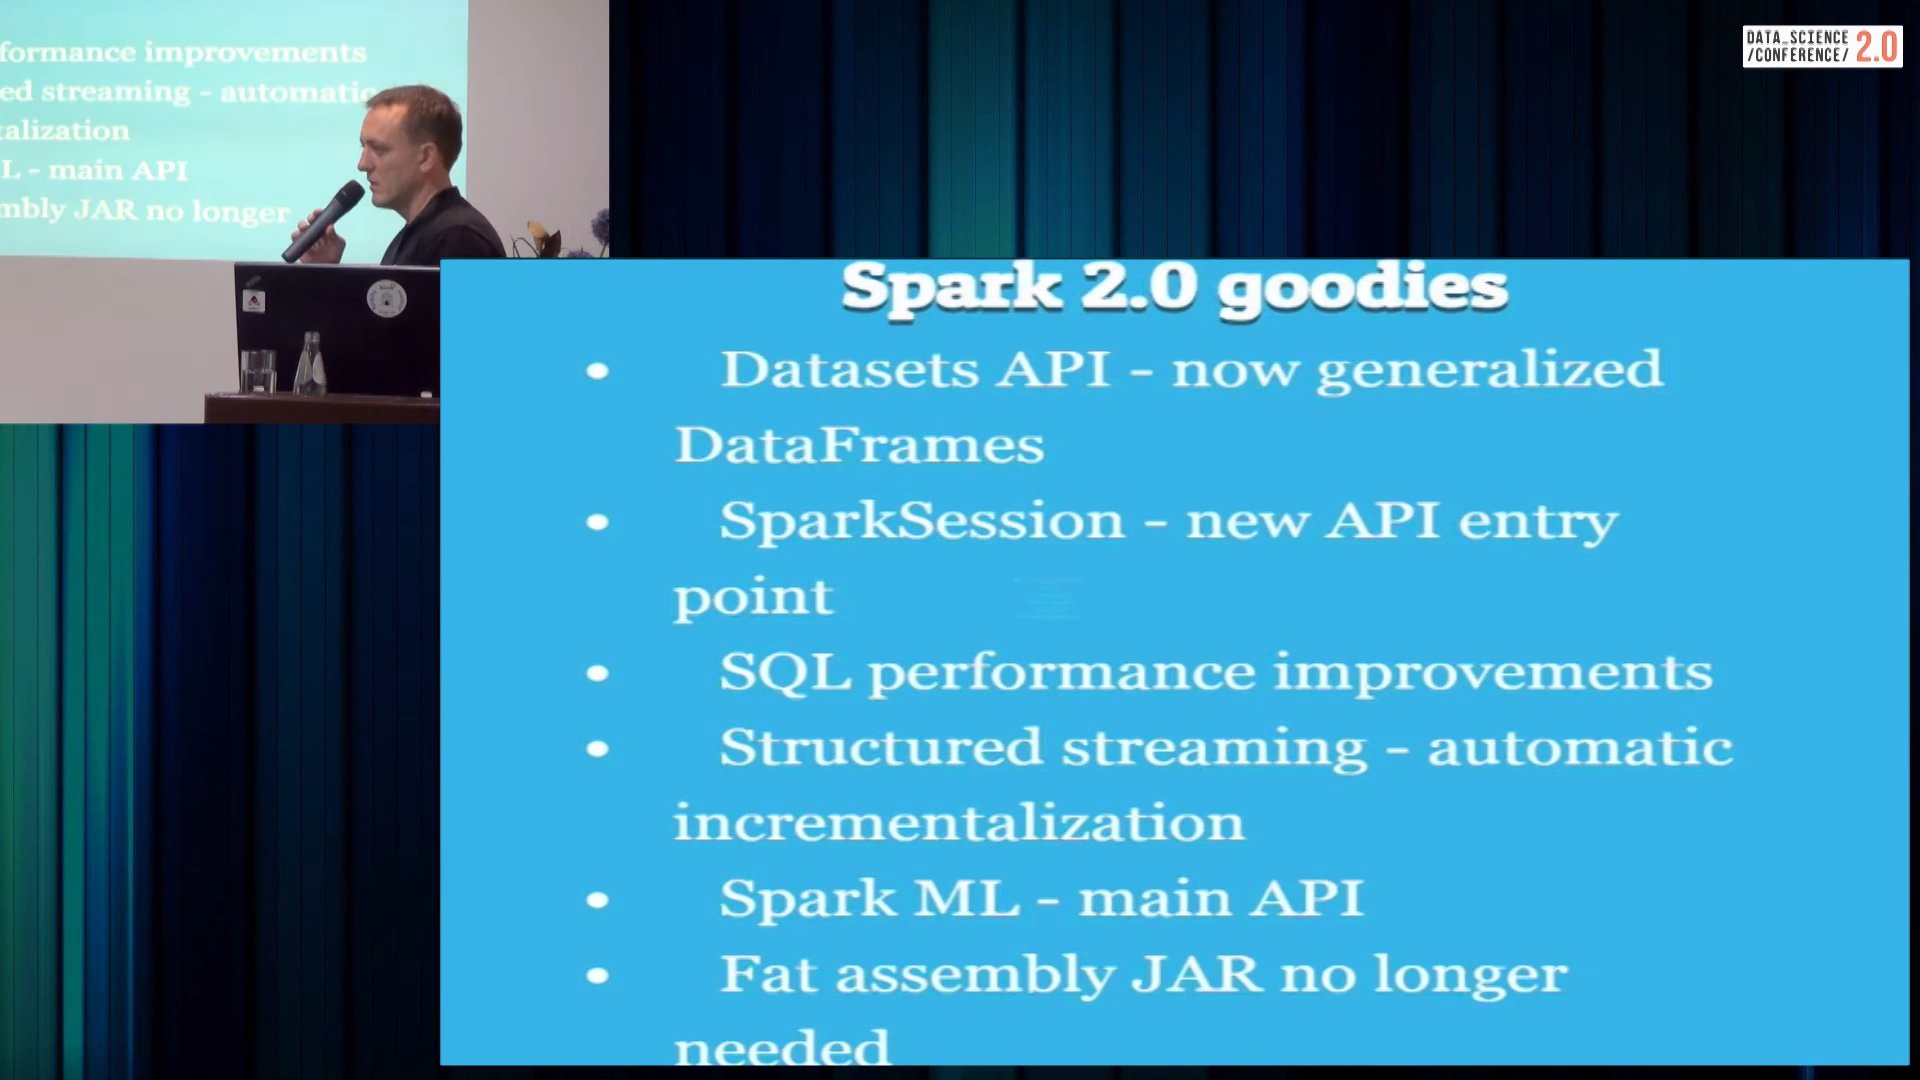 formance improvements
ed streaming - automatic
talization
L - main API
mbly JAR no longer
DATA_SCIENCE
/CONFERENCE/ 2.0
Spark 2.0 goodies
• Datasets API - now generalized
DataFrames
• SparkSession - new API entry
point
• SQL performance improvements
• Structured streaming - automatic
incrementalization
• Spark ML - main API
• Fat assembly JAR no longer
needed